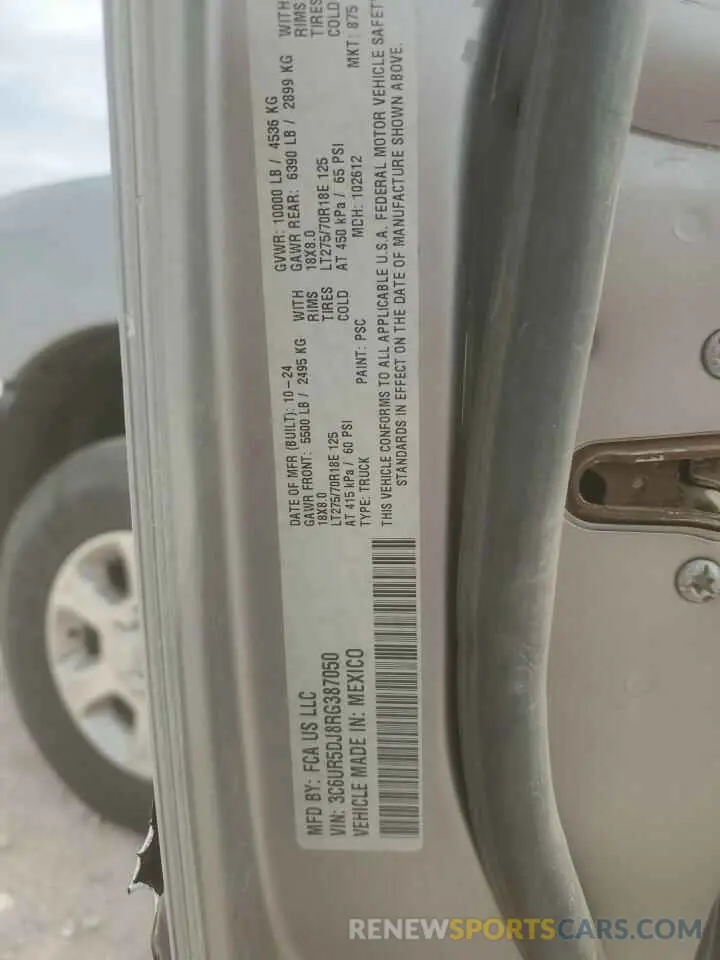 MFD BY: FCA US LLC
VIN: 3C6UR5DJ8RG387050
VEHICLE MADE IN: MEXICO
DATE OF MFR (BUILT): 10-24
GAWR FRONT: 5500 LB / 2495 KG WITH
18X8.0 RIMS
LT275/70R18E 125 TIRES
AT 415 kPa / 60 PSI COLD
TYPE: TRUCK PAINT: PSC
GVWR: 10000 LB / 4536 KG
GAWR REAR: 6390 LB / 2899 KG WITH
18X8.0 RIMS
LT275/70R18E 125 TIRES
AT 450 kPa / 65 PSI COLD
MDH: 102612 MKT: 875
THIS VEHICLE CONFORMS TO ALL APPLICABLE U.S.A. FEDERAL MOTOR VEHICLE SAFETY
STANDARDS IN EFFECT ON THE DATE OF MANUFACTURE SHOWN ABOVE.
RENEWSPORTSCARS.COM